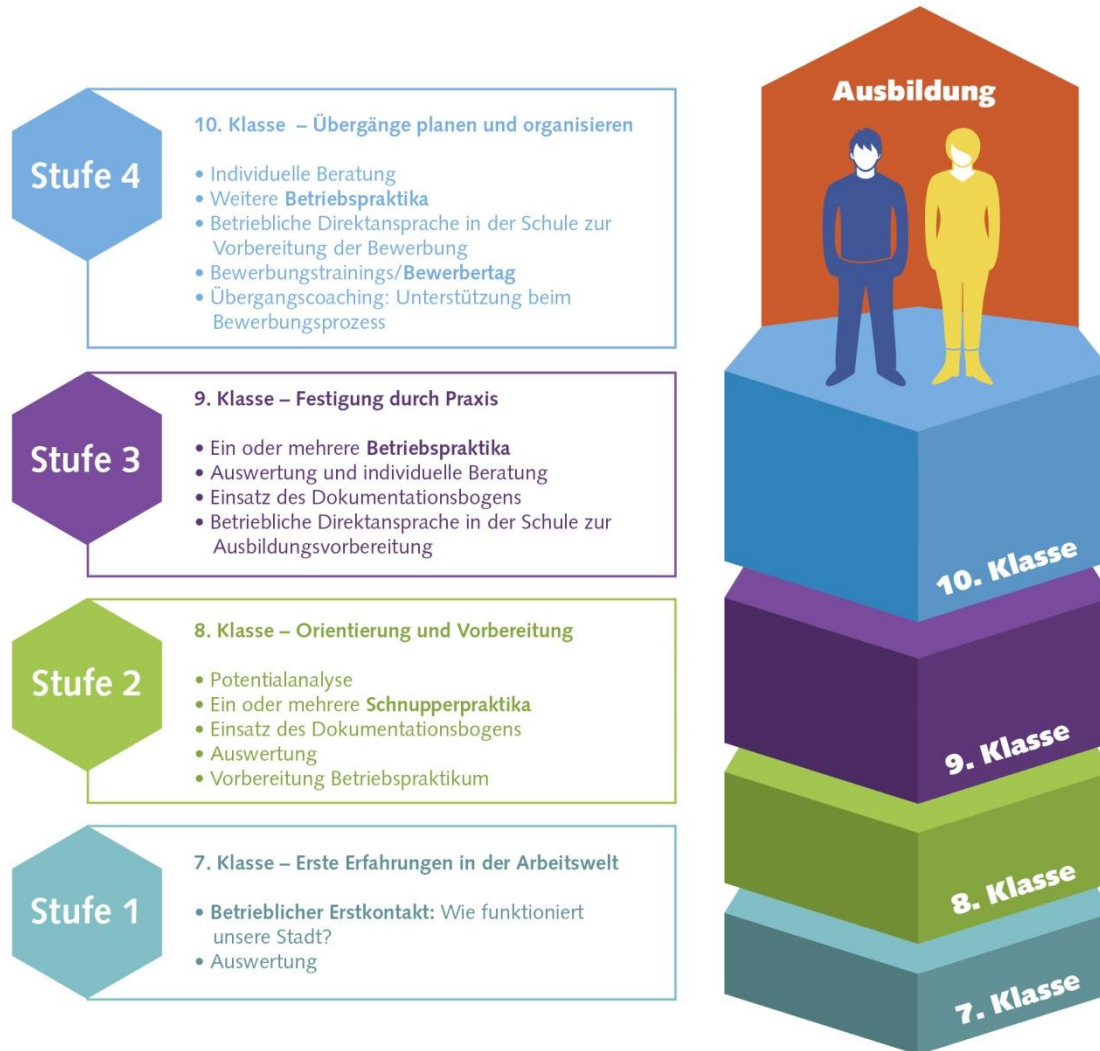 Ausbildung
Stufe 4
10. Klasse – Übergänge planen und organisieren
• Individuelle Beratung
• Weitere Betriebspraktika
• Betriebliche Direktansprache in der Schule zur
Vorbereitung der Bewerbung
• Bewerbungstrainings/Bewerbertag
• Übergangscoaching: Unterstützung beim
Bewerbungsprozess
Stufe 3
9. Klasse – Festigung durch Praxis
• Ein oder mehrere Betriebspraktika
• Auswertung und individuelle Beratung
• Einsatz des Dokumentationsbogens
• Betriebliche Direktansprache in der Schule zur
Ausbildungsvorbereitung
10. Klasse
Stufe 2
8. Klasse – Orientierung und Vorbereitung
• Potentialanalyse
• Ein oder mehrere Schnupperpraktika
• Einsatz des Dokumentationsbogens
• Auswertung
• Vorbereitung Betriebspraktikum
9. Klasse
Stufe 1
7. Klasse – Erste Erfahrungen in der Arbeitswelt
• Betrieblicher Erstkontakt: Wie funktioniert
unsere Stadt?
• Auswertung
8. Klasse
7. Klasse